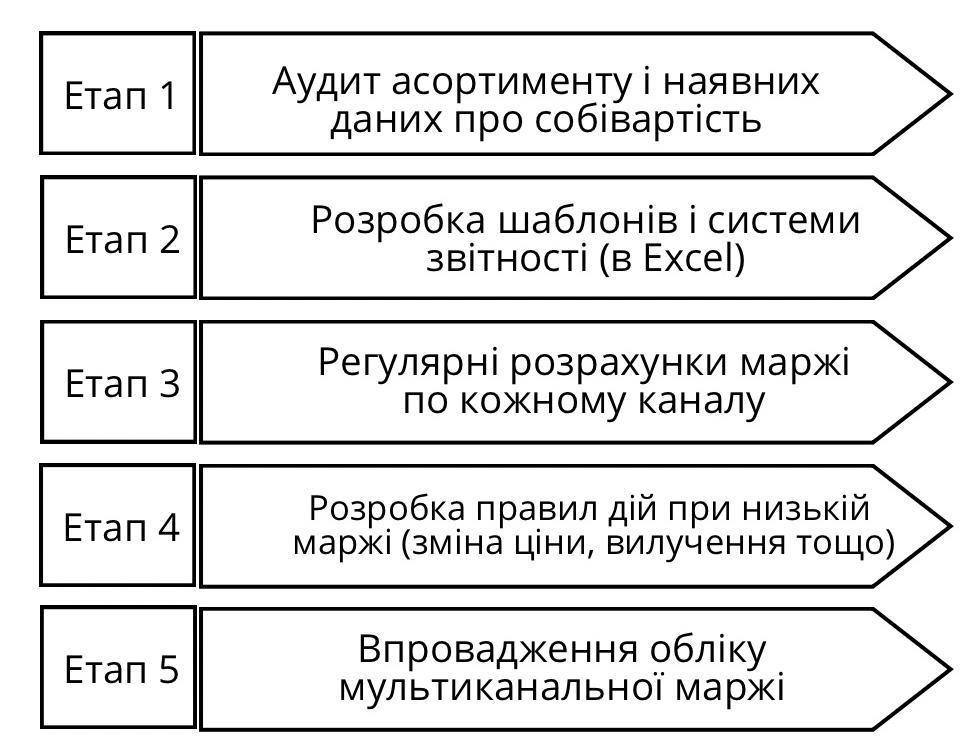 Етап 1
Аудит асортименту і наявних
даних про собівартість
Етап 2
Розробка шаблонів і системи
звітності (в Excel)
Етап 3
Регулярні розрахунки маржі
по кожному каналу
Етап 4
Розробка правил дій при низькій
маржі (зміна ціни, вилучення тощо)
Етап 5
Впровадження обліку
мультиканальної маржі